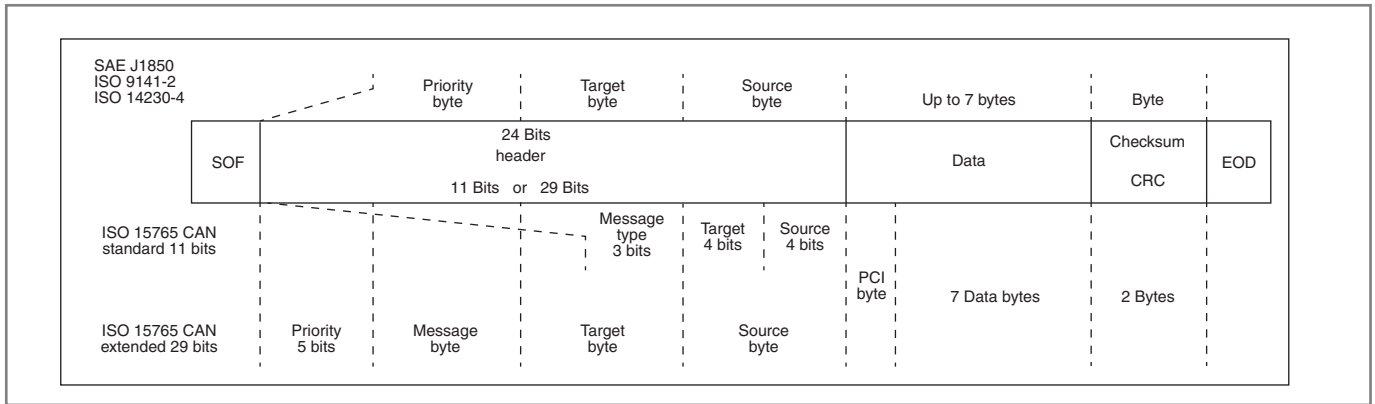 SAE J1850
ISO 9141-2
ISO 14230-4
Priority
byte
Target
byte
Source
byte
Up to 7 bytes
Byte
SOF
24 Bits
header
11 Bits or 29 Bits
Data
Checksum
CRC
EOD
ISO 15765 CAN
standard 11 bits
Message
type
3 bits
Target
4 bits
Source
4 bits
PCI
byte
7 Data bytes
2 Bytes
ISO 15765 CAN
extended 29 bits
Priority
5 bits
Message
byte
Target
byte
Source
byte